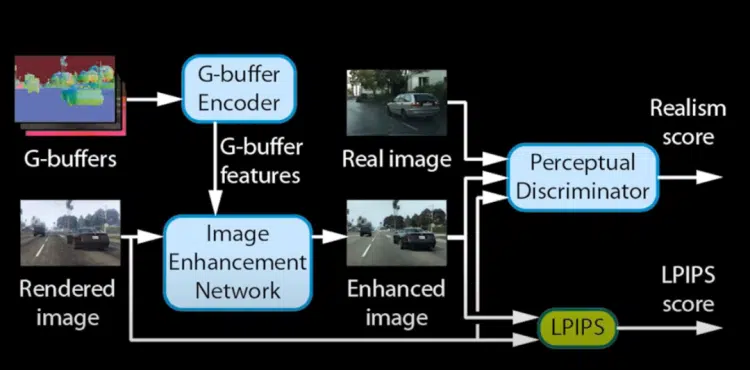 G-buffer
Encoder
G-buffers
G-buffer
features
Real image
Perceptual
Discriminator
Realism
score
Rendered
image
Image
Enhancement
Network
Enhanced
image
LPIPS
LPIPS
score